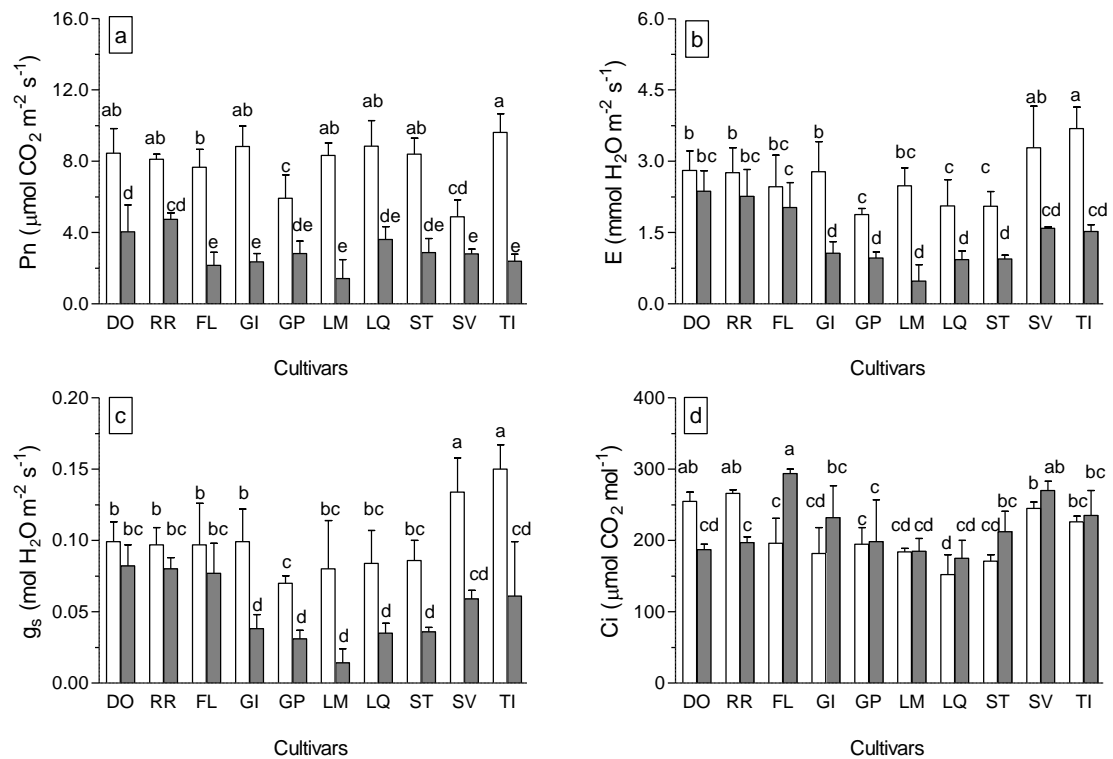 a
Pn (μmol CO₂ m⁻² s⁻¹)
16.0
12.0
8.0
4.0
0.0
ab ab b ab c ab ab ab cd a
d cd e e de e de de e e
DO RR FL GI GP LM LQ ST SV TI
Cultivars
b
E (mmol H₂O m⁻² s⁻¹)
6.0
4.5
3.0
1.5
0.0
b b bc b c bc c c ab a
bc bc c d d d d d cd cd
DO RR FL GI GP LM LQ ST SV TI
Cultivars
c
gₛ (mol H₂O m⁻² s⁻¹)
0.20
0.15
0.10
0.05
0.00
b b b b c bc bc bc a a
bc bc bc d d d d d cd cd
DO RR FL GI GP LM LQ ST SV TI
Cultivars
d
Ci (μmol CO₂ mol⁻¹)
400
300
200
100
0
ab ab c cd c cd d cd b bc
cd c a bc c cd cd bc ab bc
DO RR FL GI GP LM LQ ST SV TI
Cultivars